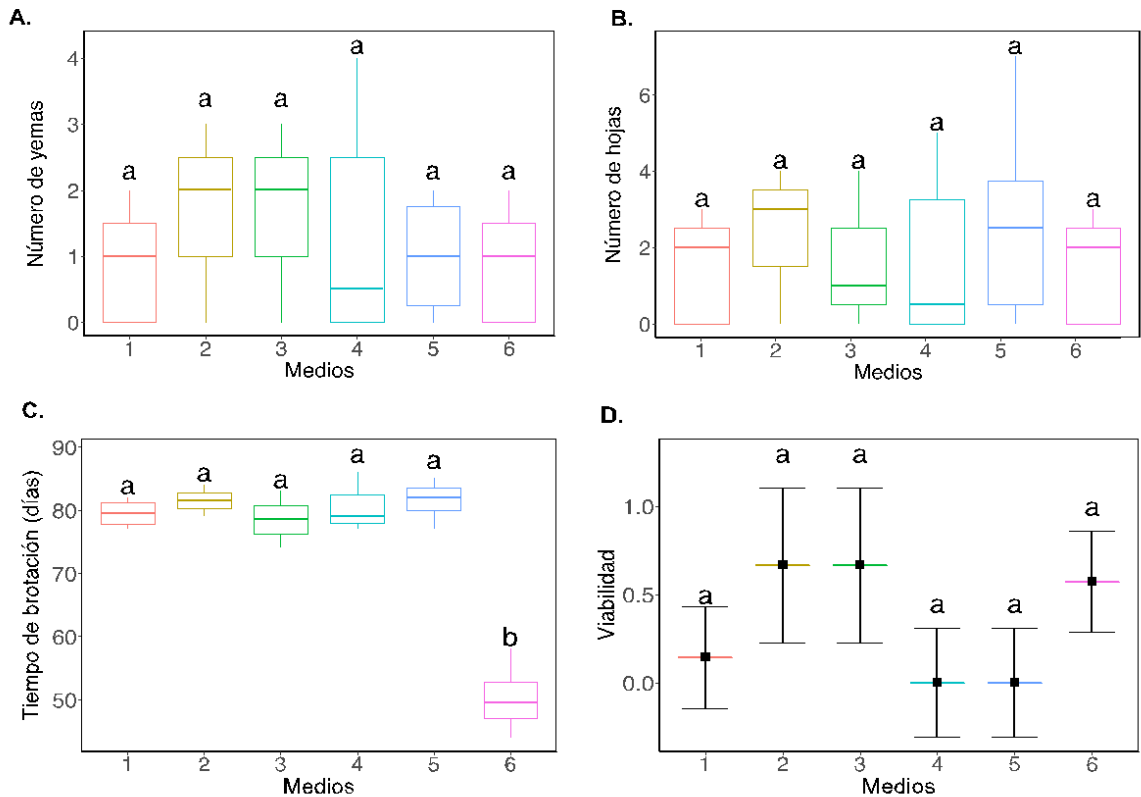 A.
Número de yemas
4
3
2
1
0
a a a a a a
1 2 3 4 5 6
Medios
B.
Número de hojas
6
4
2
0
a a a a a a
1 2 3 4 5 6
Medios
C.
Tiempo de brotación (días)
90
80
70
60
50
a a a a a b
1 2 3 4 5 6
Medios
D.
Viabilidad
1.0
0.5
0.0
a a a a a a
1 2 3 4 5 6
Medios